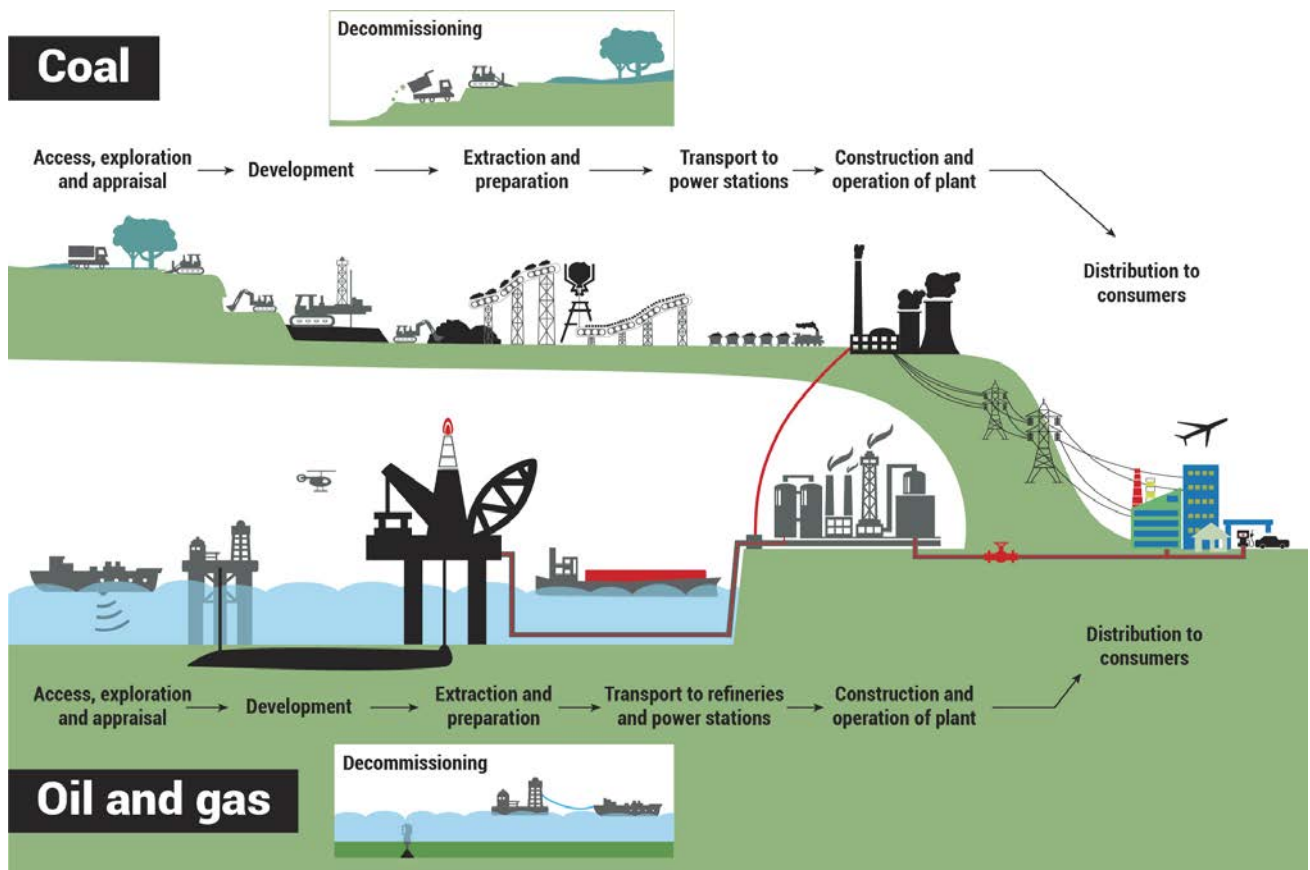 Coal
Decommissioning
Access, exploration
and appraisal
Development
Extraction and
preparation
Transport to
power stations
Construction and
operation of plant
Distribution to
consumers
Distribution to
consumers
Access, exploration
and appraisal
Development
Extraction and
preparation
Transport to refineries
and power stations
Construction and
operation of plant
Decommissioning
Oil and gas